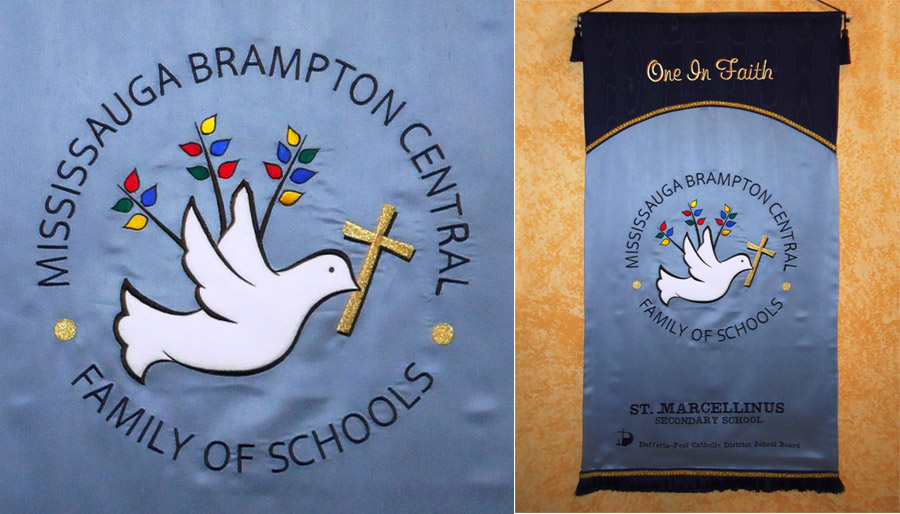 MISSISSAUGA BRAMPTON CENTRAL
FAMILY OF SCHOOLS
One In Faith
MISSISSAUGA BRAMPTON CENTRAL
FAMILY OF SCHOOLS
ST. MARCELLINUS
SECONDARY SCHOOL
Dufferin-Peel Catholic District School Board